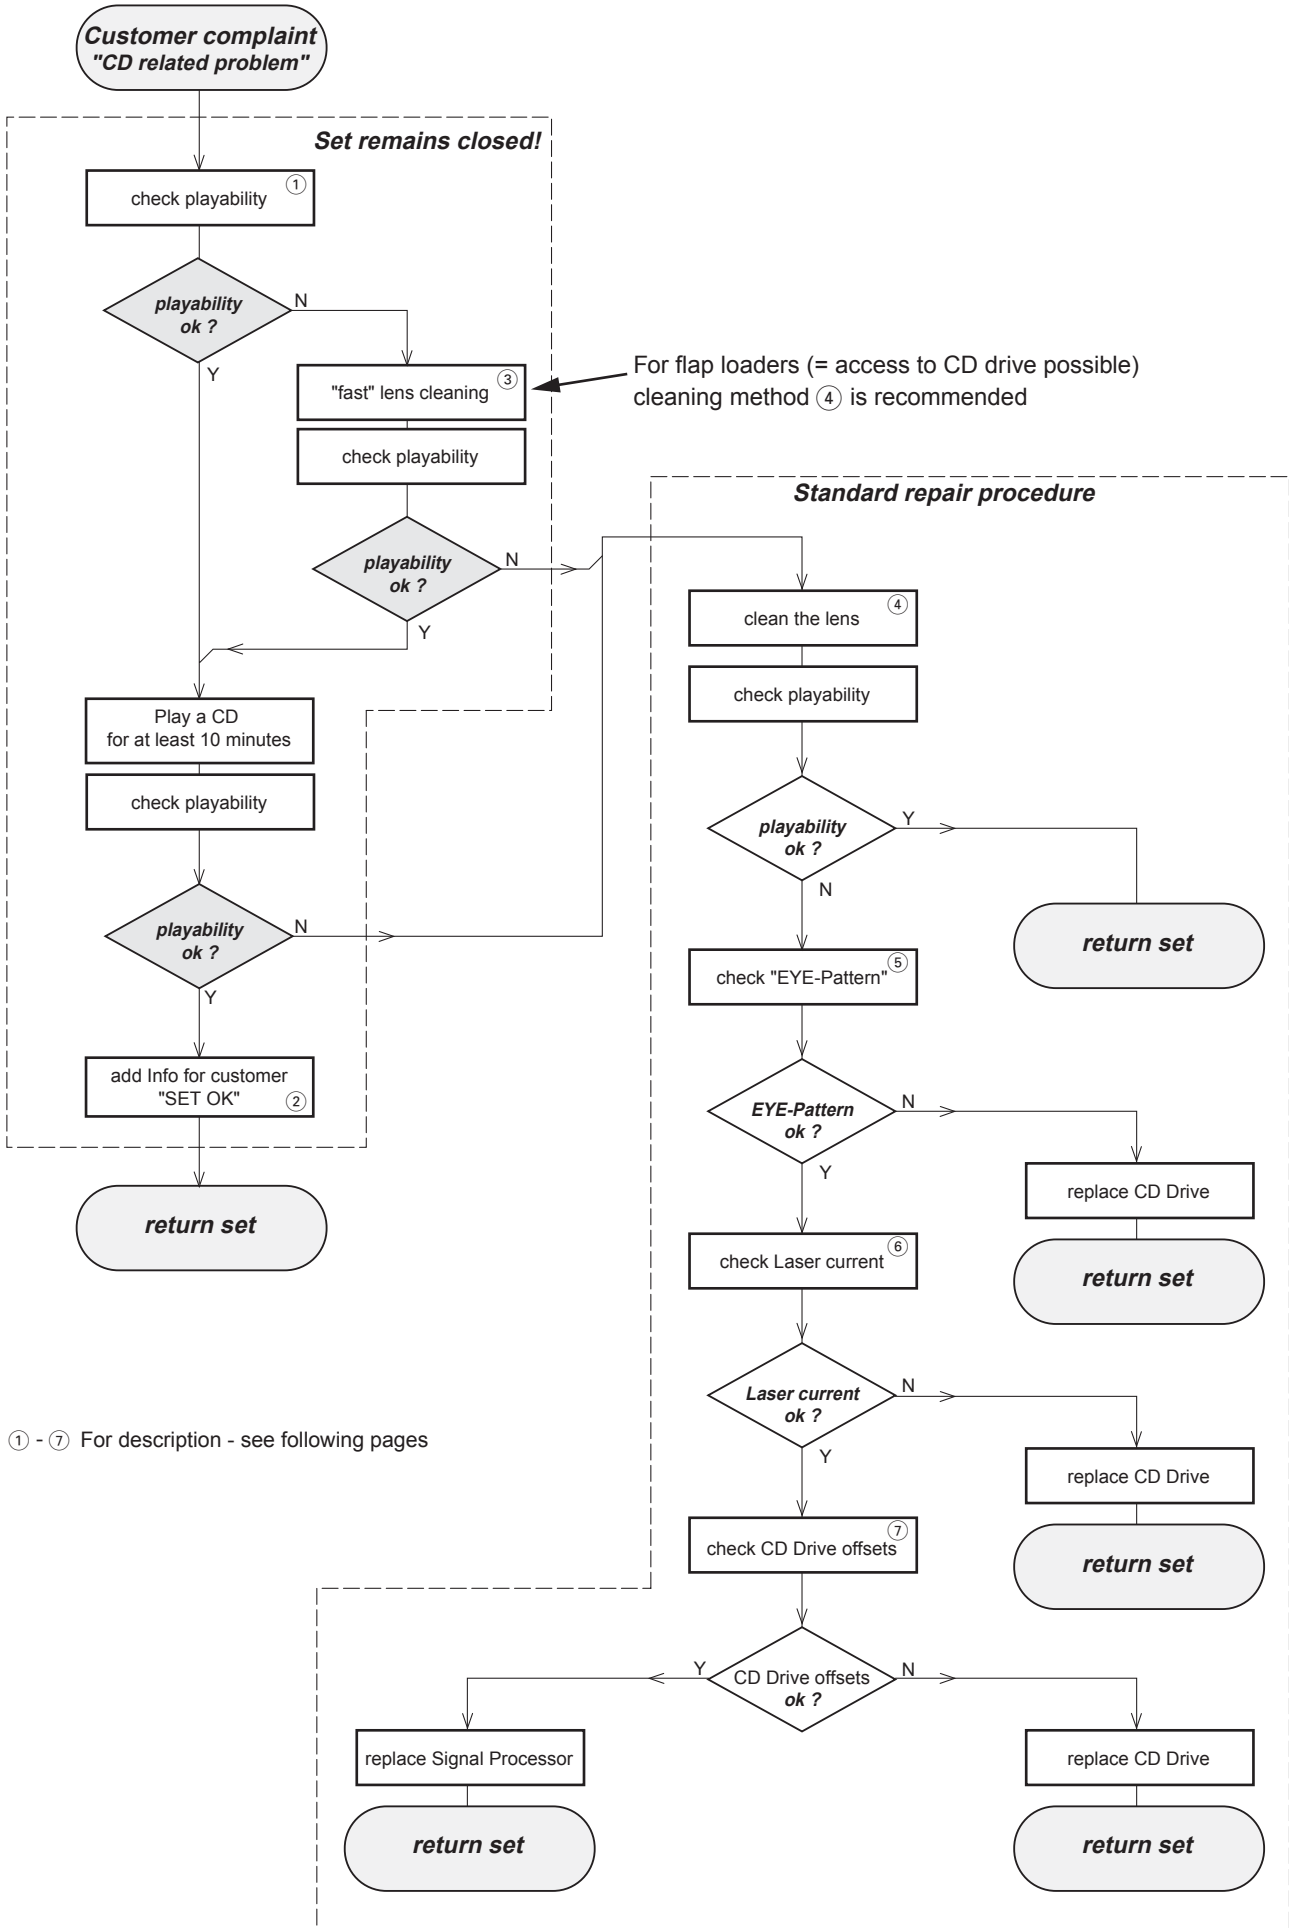 Customer complaint
"CD related problem"
Set remains closed!
check playability ①
playability
ok ?
N
Y
"fast" lens cleaning ③
For flap loaders (= access to CD drive possible)
cleaning method ④ is recommended
check playability
playability
ok ?
N
Y
Play a CD
for at least 10 minutes
check playability
playability
ok ?
N
Y
add Info for customer
"SET OK" ②
return set
Standard repair procedure
clean the lens ④
check playability
playability
ok ?
Y
N
return set
check "EYE-Pattern" ⑤
EYE-Pattern
ok ?
N
Y
replace CD Drive
return set
check Laser current ⑥
Laser current
ok ?
N
Y
replace CD Drive
return set
① - ⑦ For description - see following pages
check CD Drive offsets ⑦
CD Drive offsets
ok ?
Y
N
replace Signal Processor
return set
replace CD Drive
return set